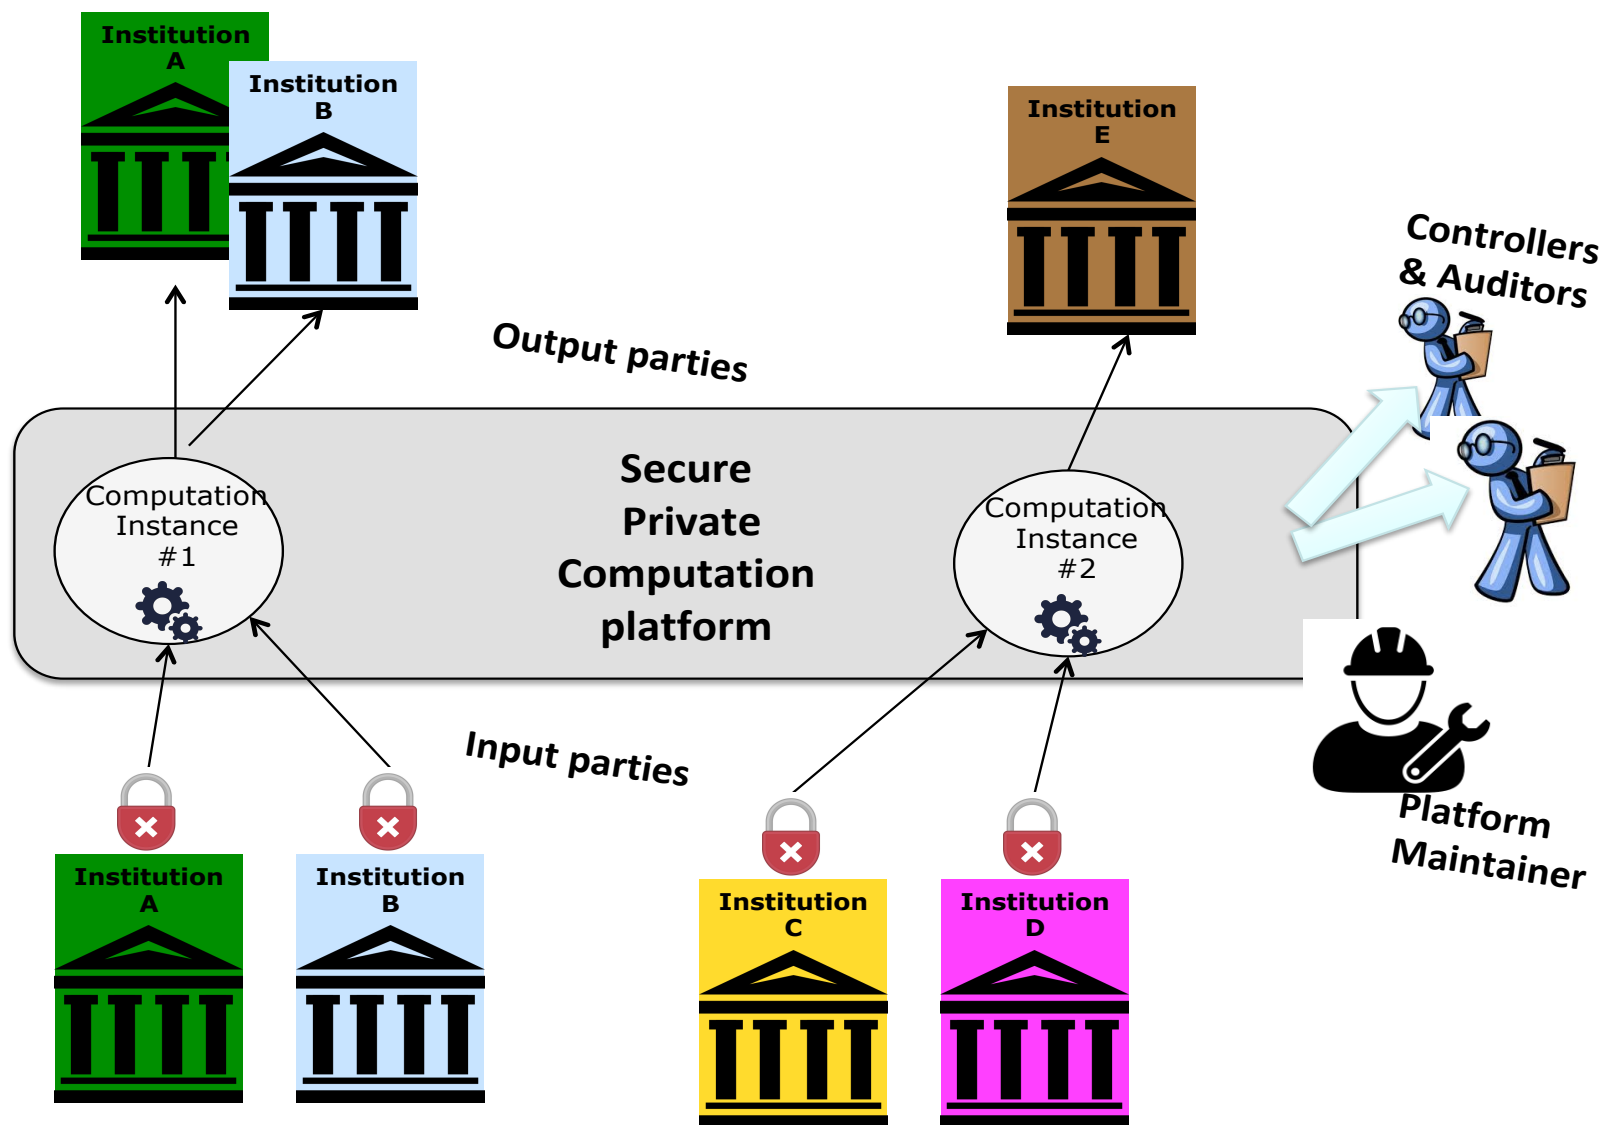 Institution
A
Institution
B
Institution
E
Controllers
& Auditors
Output parties
Computation
Instance
#1
Secure
Private
Computation
platform
Computation
Instance
#2
Input parties
Platform
Maintainer
Institution
A
Institution
B
Institution
C
Institution
D